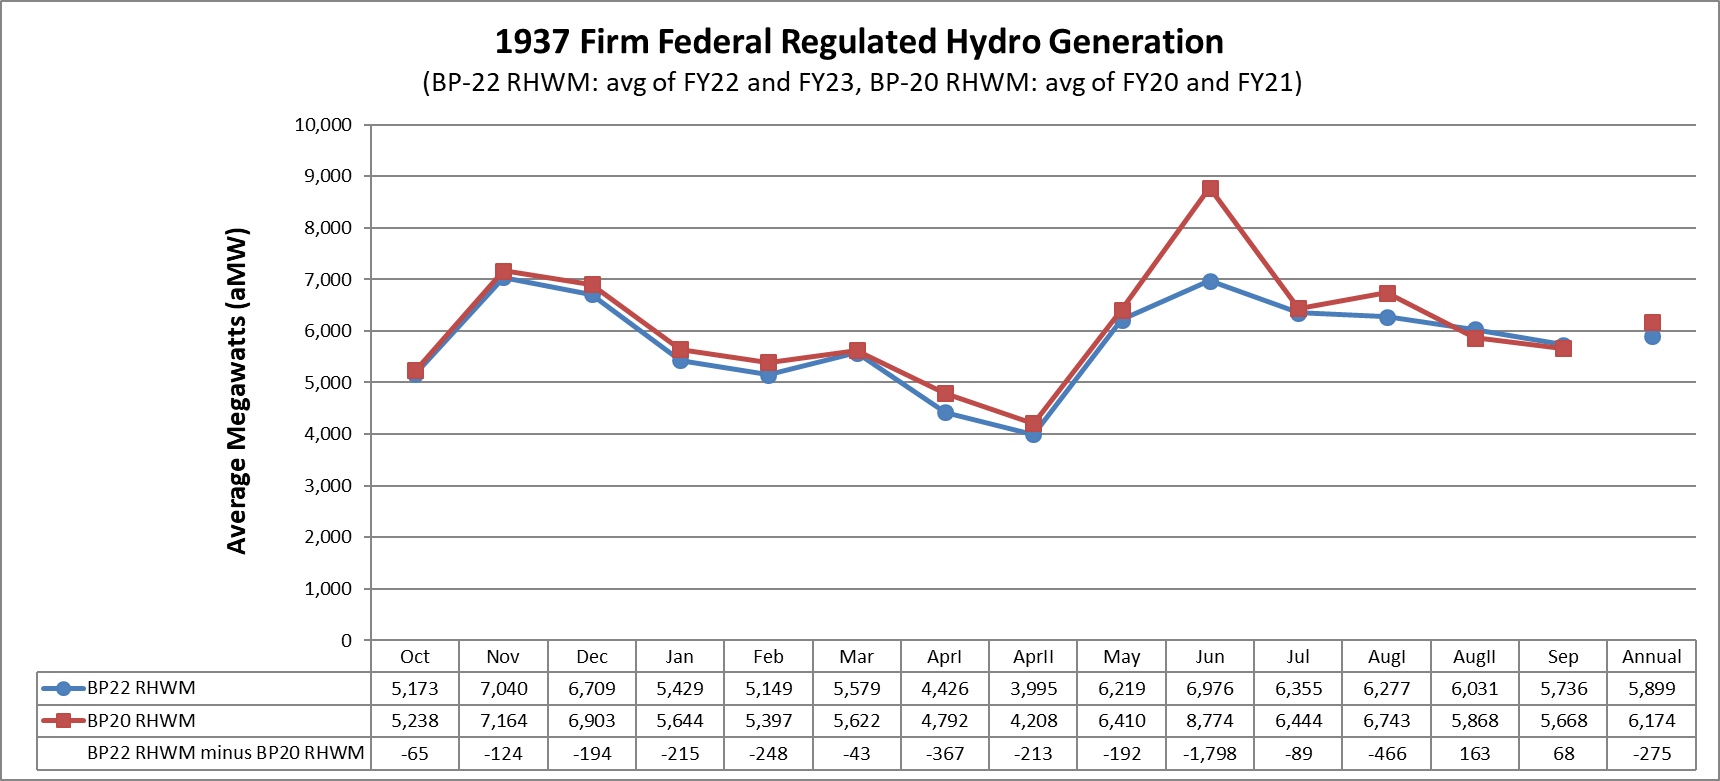 1937 Firm Federal Regulated Hydro Generation
(BP-22 RHWM: avg of FY22 and FY23, BP-20 RHWM: avg of FY20 and FY21)
Average Megawatts (aMW)
10,000
9,000
8,000
7,000
6,000
5,000
4,000
3,000
2,000
1,000
0
Oct Nov Dec Jan Feb Mar AprI AprII May Jun Jul AugI AugII Sep Annual
BP22 RHWM 5,173 7,040 6,709 5,429 5,149 5,579 4,426 3,995 6,219 6,976 6,355 6,277 6,031 5,736 5,899
BP20 RHWM 5,238 7,164 6,903 5,644 5,397 5,622 4,792 4,208 6,410 8,774 6,444 6,743 5,868 5,668 6,174
BP22 RHWM minus BP20 RHWM -65 -124 -194 -215 -248 -43 -367 -213 -192 -1,798 -89 -466 163 68 -275